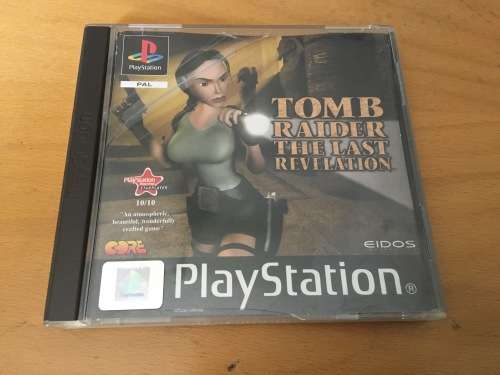 PlayStation
PAL
TOMB
RAIDER
THE LAST
REVELATION
PlayStation
10/10
"An atmospheric,
beautiful, wonderfully
crafted game"
CORE
EIDOS
PlayStation®